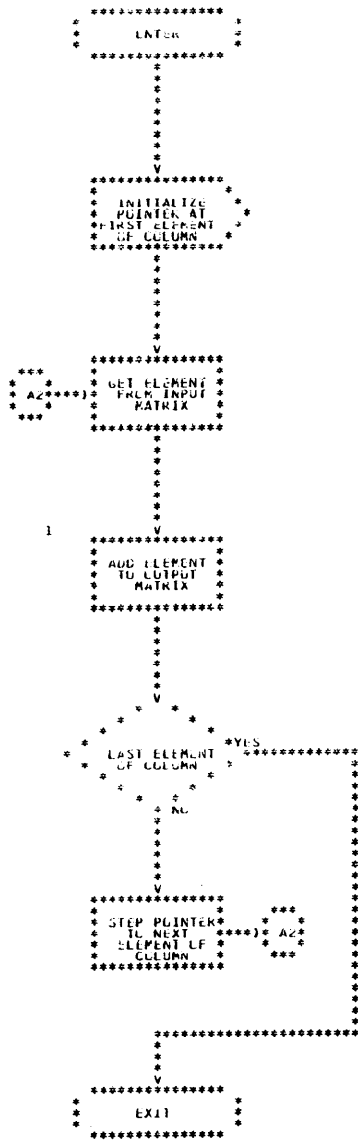 ENTER
INITIALIZE
POINTER AT
FIRST ELEMENT
OF COLUMN
GET ELEMENT
FROM INPUT
MATRIX
A2
1
ADD ELEMENT
TO OUTPUT
MATRIX
LAST ELEMENT
OF COLUMN
YES
NO
STEP POINTER
TO NEXT
ELEMENT OF
COLUMN
A2
EXIT